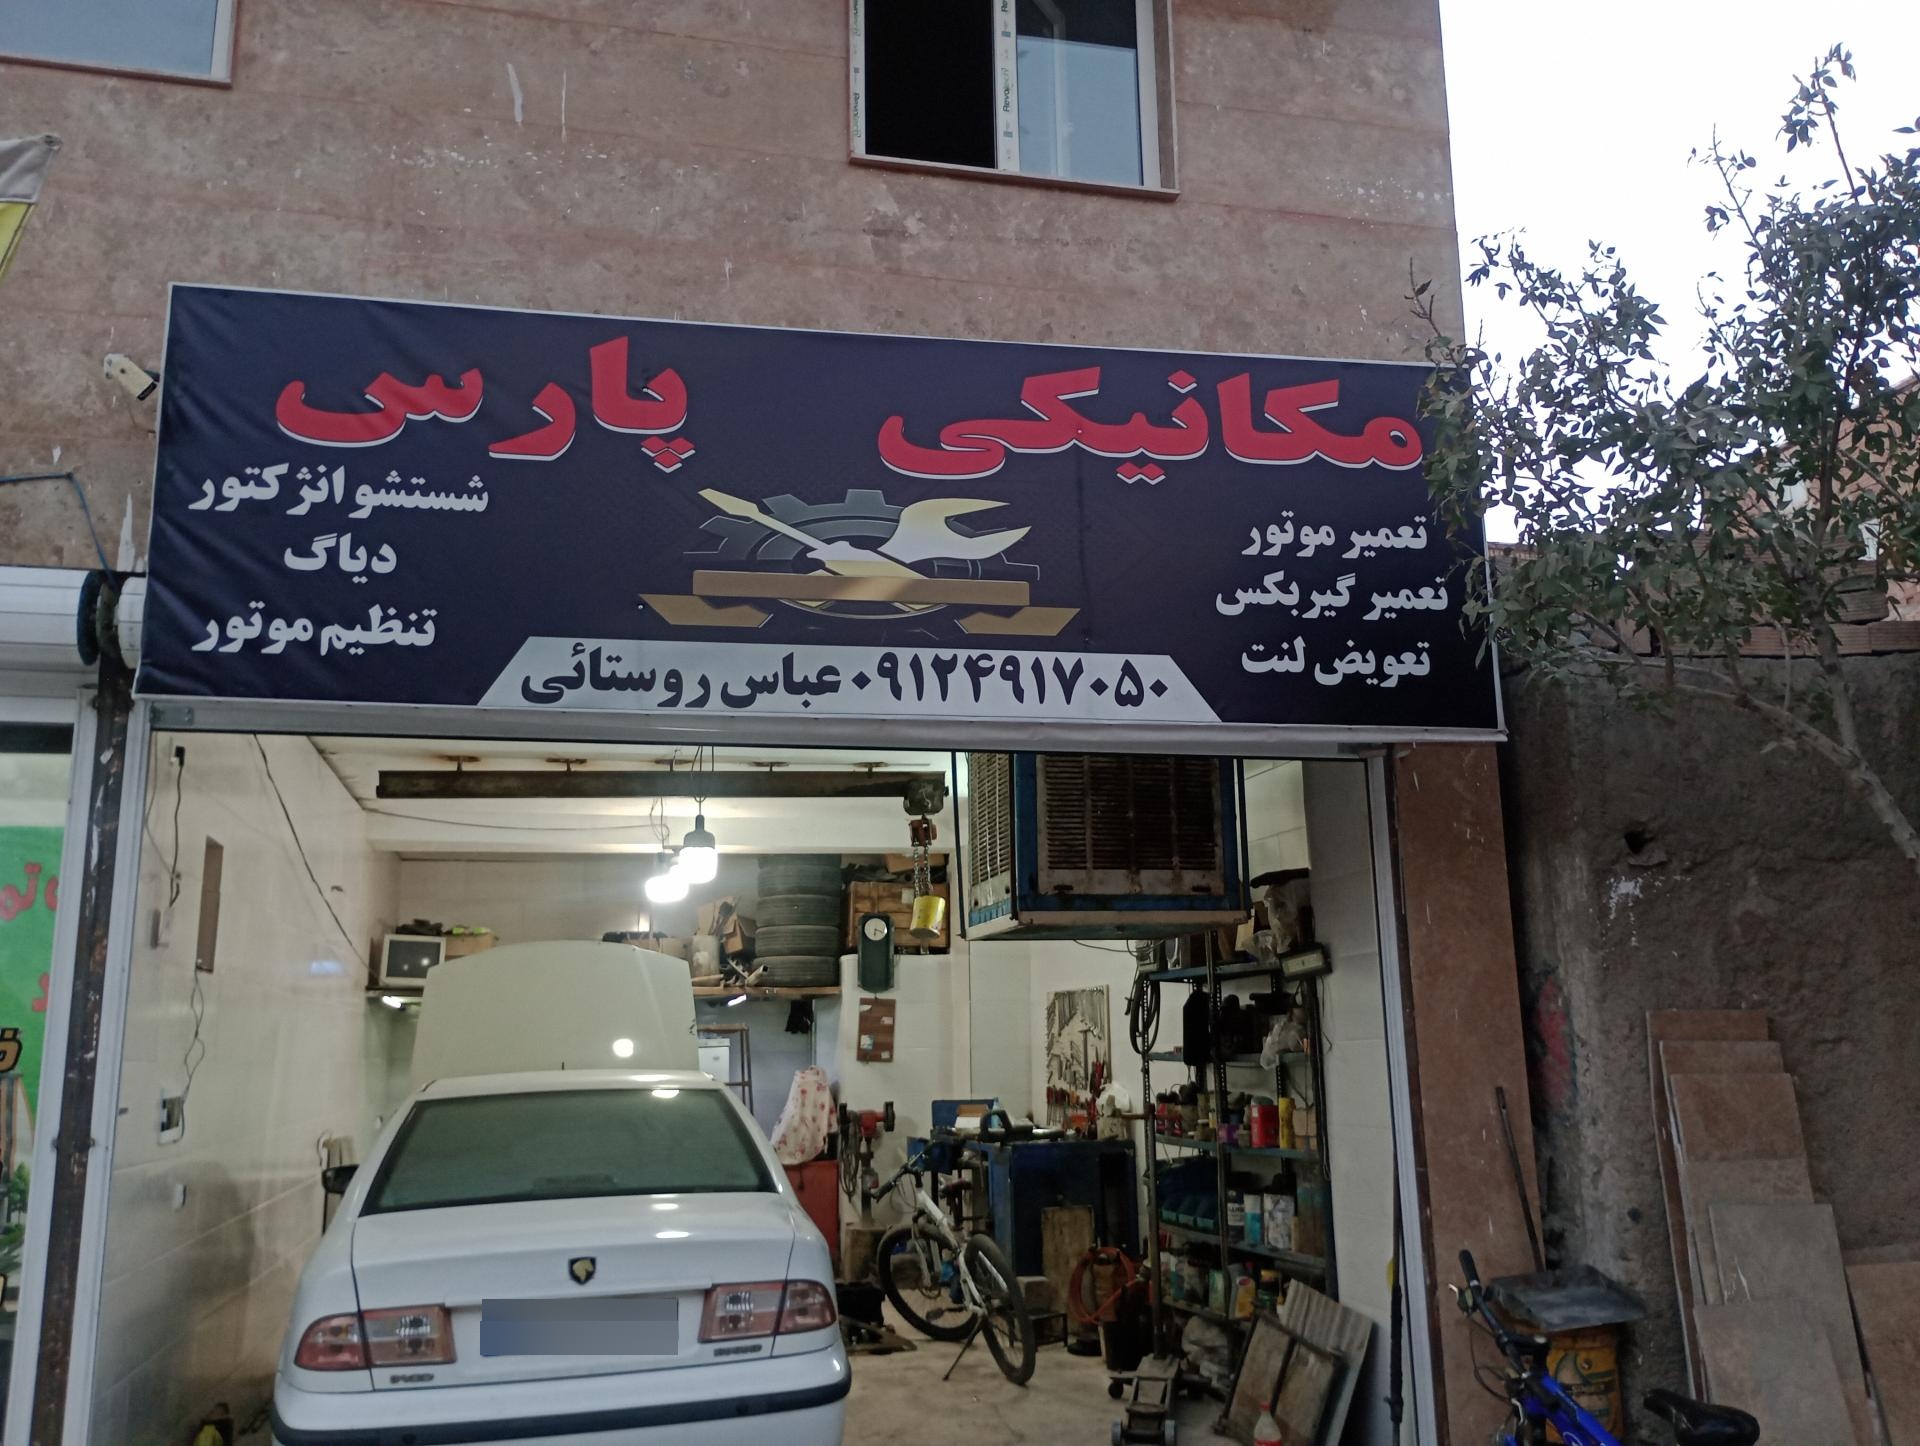 مکانیکی پارس
تعمیر موتور
تعمیر گیربکس
تعویض لنت
شستشو انژکتور
دیاگ
تنظیم موتور
۰۹۱۲۴۹۱۷۰۵۰ عباس روستائی